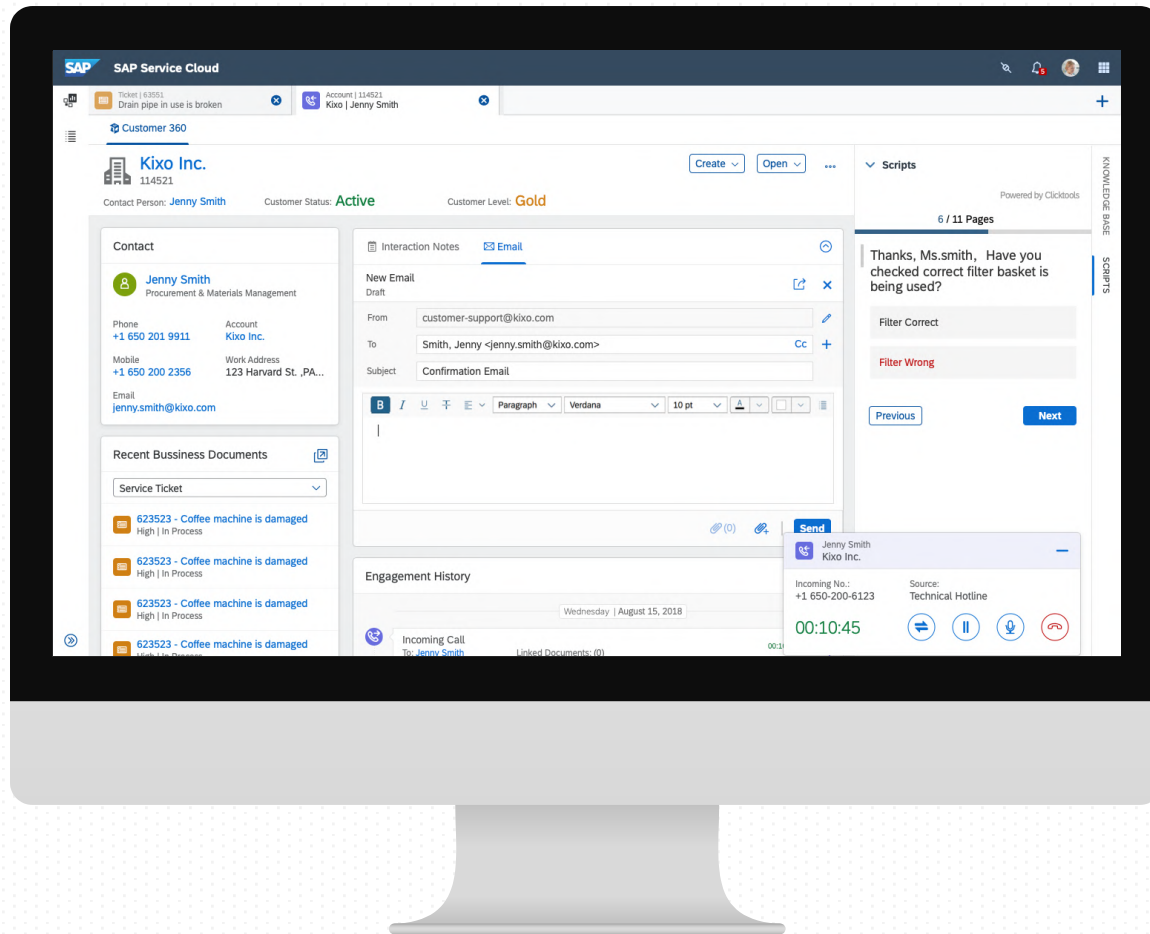 SAP SAP Service Cloud
5
Ticket | 63551
Drain pipe in use is broken
Account | 114521
Kixo | Jenny Smith
Customer 360
Kixo Inc.
114521
Create
Open
Contact Person: Jenny Smith
Customer Status: Active
Customer Level: Gold
Contact
Jenny Smith
Procurement & Materials Management
Phone
+1 650 201 9911
Account
Kixo Inc.
Mobile
+1 650 200 2356
Work Address
123 Harvard St. ,PA...
Email
jenny.smith@kixo.com
Recent Bussiness Documents
Service Ticket
623523 - Coffee machine is damaged
High | In Process
623523 - Coffee machine is damaged
High | In Process
623523 - Coffee machine is damaged
High | In Process
623523 - Coffee machine is damaged
High | In Process
Interaction Notes
Email
New Email
Draft
From customer-support@kixo.com
To Smith, Jenny <jenny.smith@kixo.com> Cc
Subject Confirmation Email
B I U T Paragraph Verdana 10 pt A
(0)
Send
Engagement History
Wednesday | August 15, 2018
Incoming Call
To: Jenny Smith
Linked Documents: (0)
00:1
Scripts
Powered by Clicktools
6 / 11 Pages
Thanks, Ms.smith, Have you
checked correct filter basket is
being used?
Filter Correct
Filter Wrong
Previous
Next
KNOWLEDGE BASE
SCRIPTS
Jenny Smith
Kixo Inc.
Incoming No.:
+1 650-200-6123
Source:
Technical Hotline
00:10:45